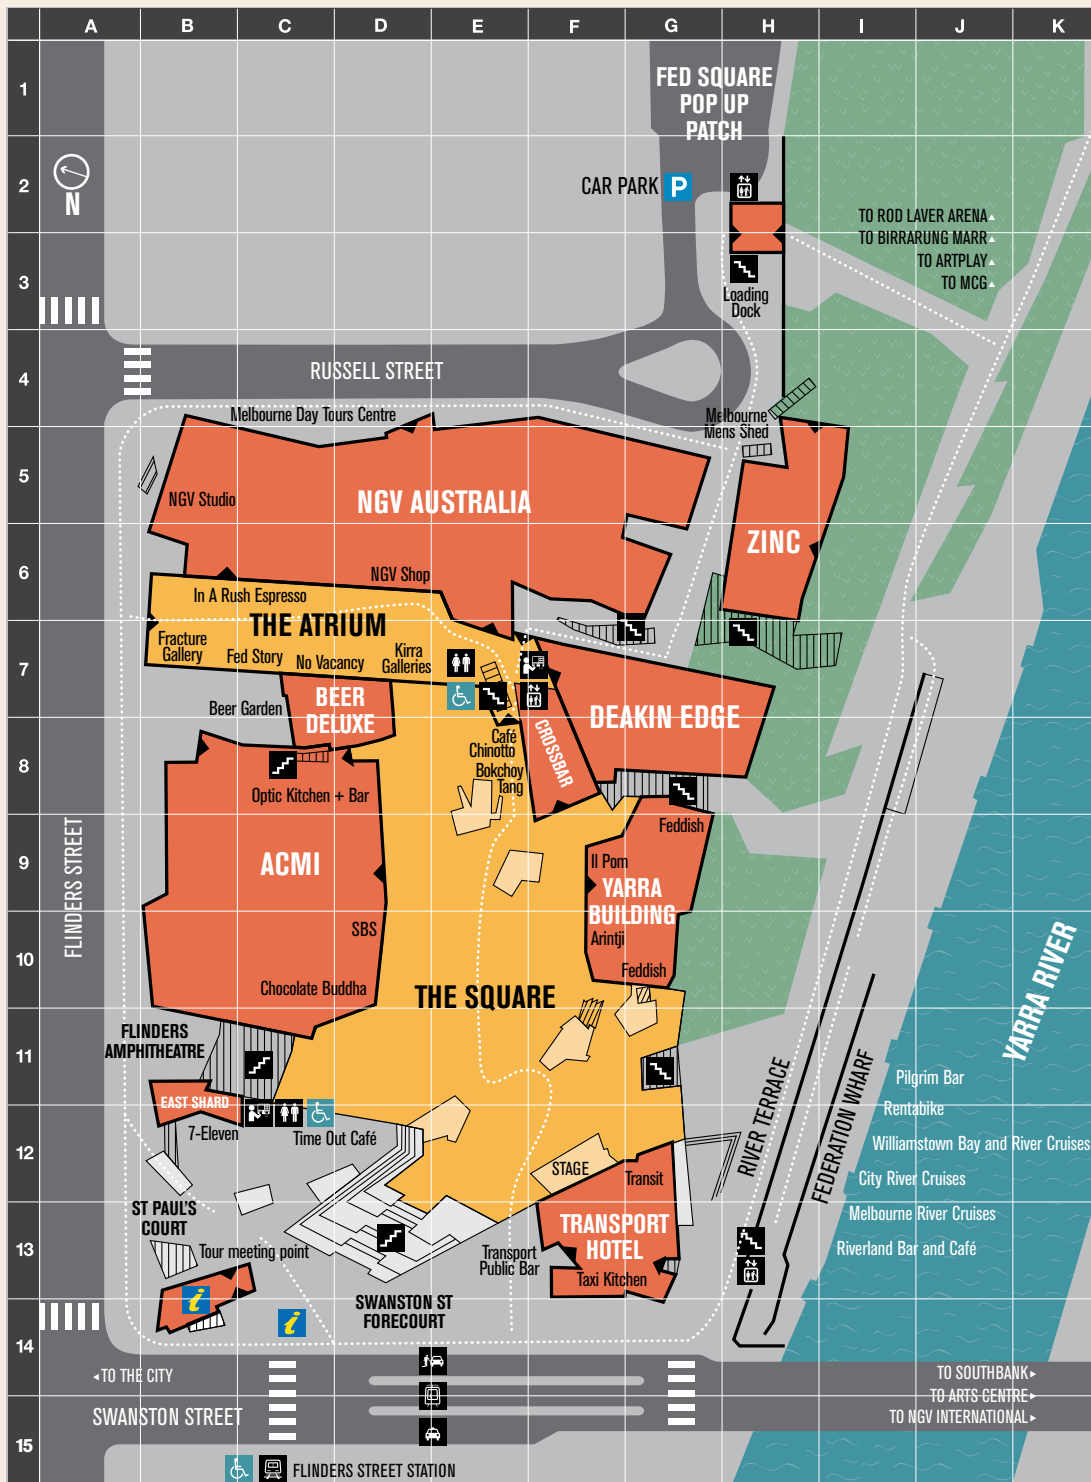 A B C D E F G H I J K
1
FED SQUARE
POP UP
PATCH
2
N
CAR PARK P
TO ROD LAVER ARENA
TO BIRRARUNG MARR
TO ARTPLAY
TO MCG
3
Loading
Dock
4
RUSSELL STREET
Melbourne Day Tours Centre
Melbourne
Mens Shed
5
NGV Studio
NGV AUSTRALIA
ZINC
6
NGV Shop
In A Rush Espresso
THE ATRIUM
7
Fracture
Gallery
Fed Story
No Vacancy
Kirra
Galleries
Beer Garden
BEER
DELUXE
DEAKIN EDGE
CROSSBAR
8
Café
Chinotto
Bokchoy
Tang
Optic Kitchen + Bar
Feddish
9
FLINDERS STREET
ACMI
Il Pom
YARRA
BUILDING
SBS
Arintji
10
Feddish
Chocolate Buddha
THE SQUARE
YARRA RIVER
11
FLINDERS
AMPHITHEATRE
EAST SHARD
RIVER TERRACE
FEDERATION WHARF
Pilgrim Bar
Rentabike
Williamstown Bay and River Cruises
City River Cruises
Melbourne River Cruises
Riverland Bar and Café
7-Eleven
Time Out Café
12
STAGE
Transit
ST PAUL'S
COURT
13
Tour meeting point
Transport
Public Bar
TRANSPORT
HOTEL
Taxi Kitchen
i
i
SWANSTON ST
FORECOURT
14
TO THE CITY
TO SOUTHBANK
TO ARTS CENTRE
TO NGV INTERNATIONAL
SWANSTON STREET
15
FLINDERS STREET STATION